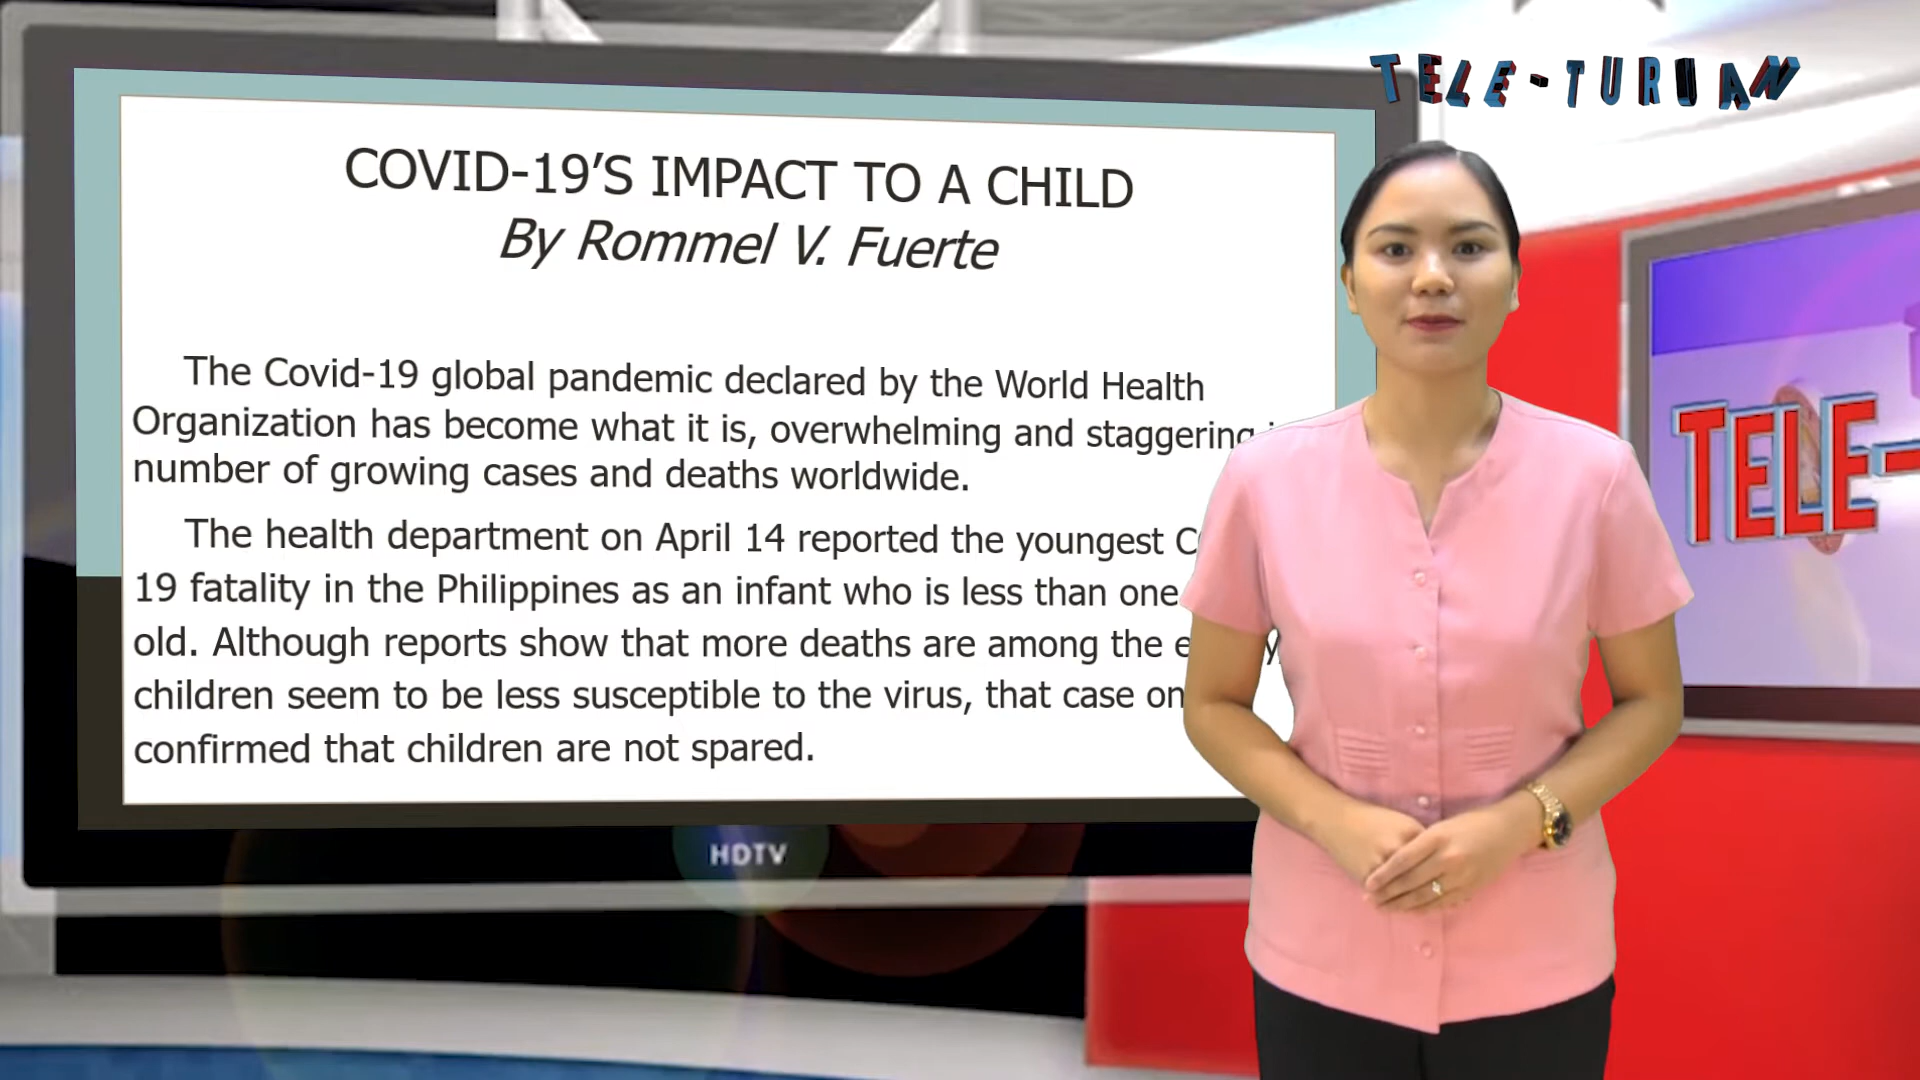 TELE-TURUAN
COVID-19’S IMPACT TO A CHILD
By Rommel V. Fuerte
The Covid-19 global pandemic declared by the World Health
Organization has become what it is, overwhelming and staggering
number of growing cases and deaths worldwide.
The health department on April 14 reported the youngest
19 fatality in the Philippines as an infant who is less than one
old. Although reports show that more deaths are among the
children seem to be less susceptible to the virus, that case
confirmed that children are not spared.
TELE-
HDTV